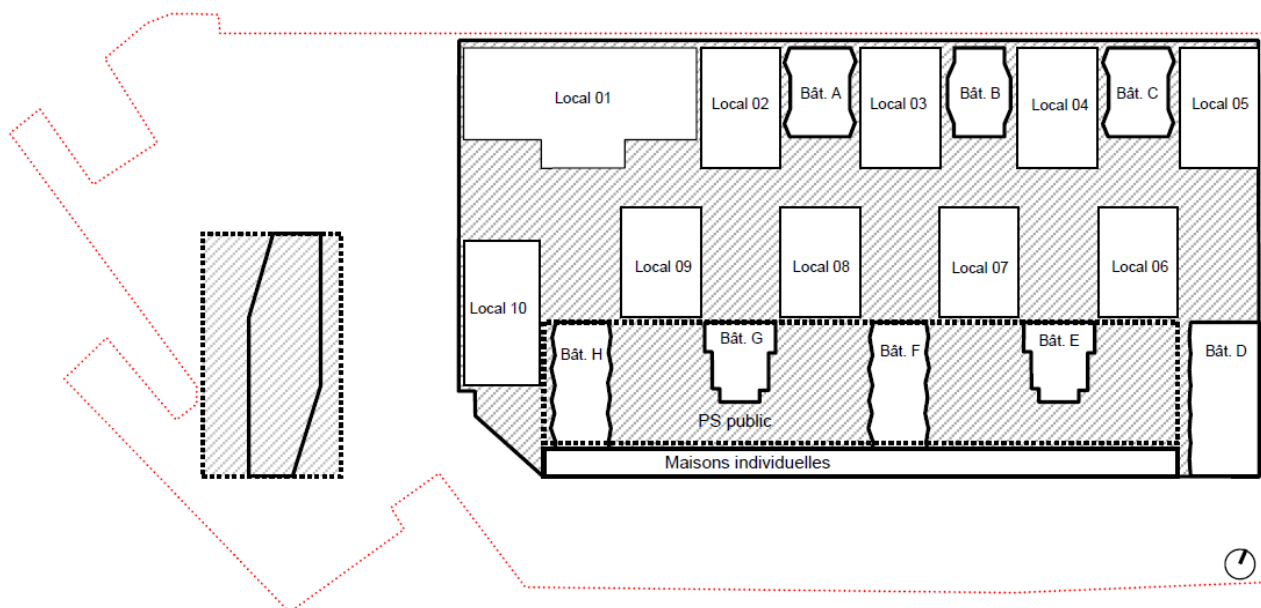 Local 01
Local 02
Bât. A
Local 03
Bât. B
Local 04
Bât. C
Local 05
Local 10
Local 09
Local 08
Local 07
Local 06
Bât. H
Bât. G
Bât. F
Bât. E
Bât. D
PS public
Maisons individuelles